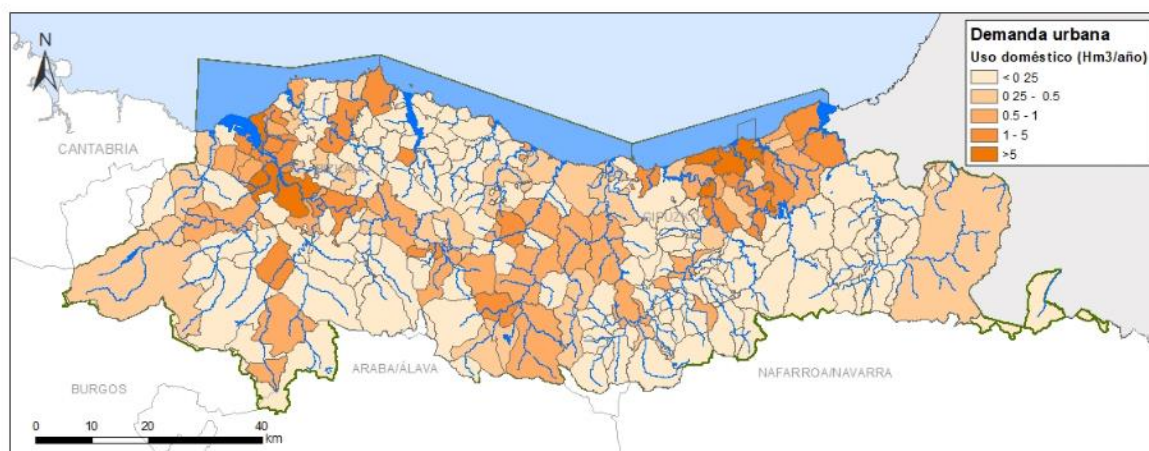 N
Demanda urbana
Uso doméstico (Hm3/año)
< 0 25
0 25 - 0.5
0.5 - 1
1 - 5
>5
CANTABRIA
ARABA/ÁLAVA
NAFARROA/NAVARRA
BURGOS
0 10 20 40
km